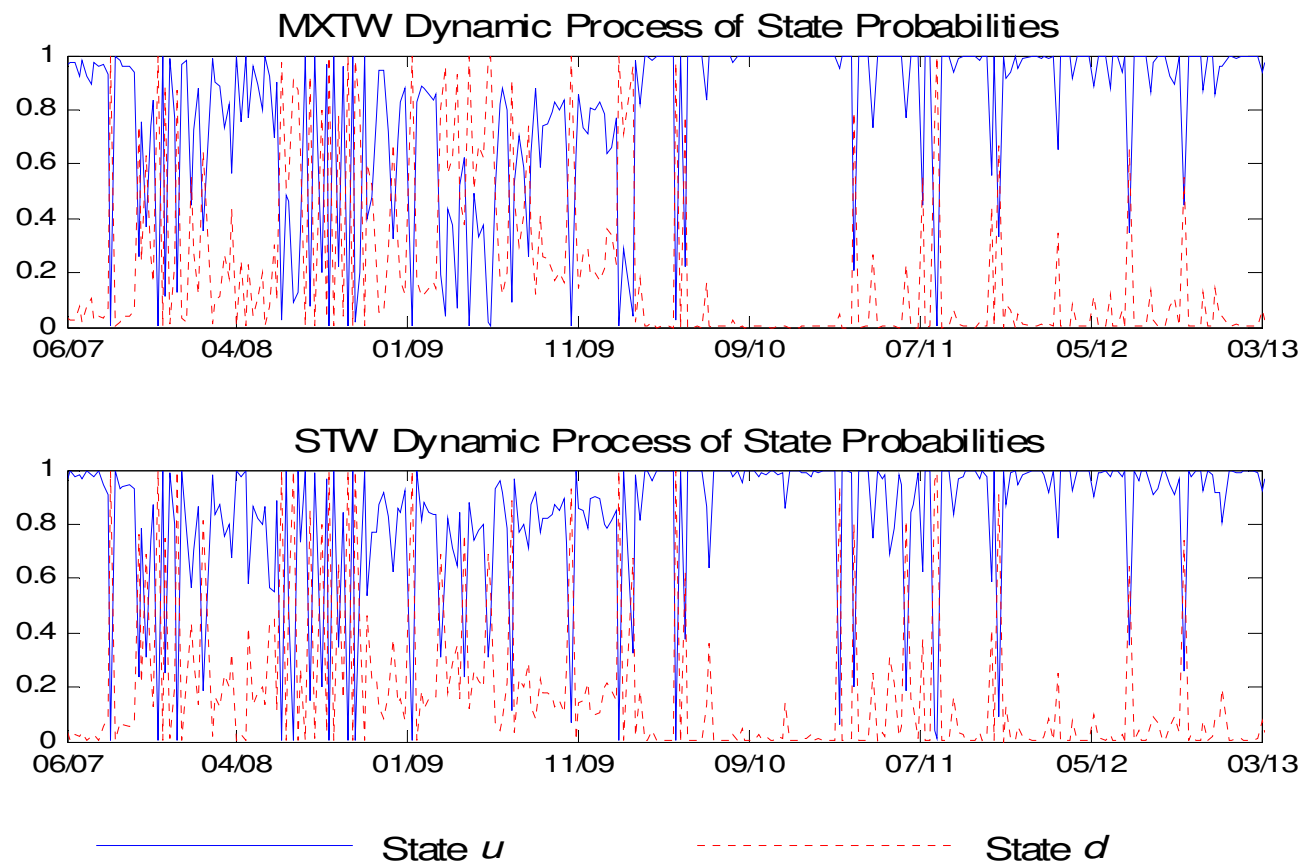 MXTW Dynamic Process of State Probabilities
1
0.8
0.6
0.4
0.2
0
06/07 04/08 01/09 11/09 09/10 07/11 05/12 03/13
STW Dynamic Process of State Probabilities
1
0.8
0.6
0.4
0.2
0
06/07 04/08 01/09 11/09 09/10 07/11 05/12 03/13
State u State d